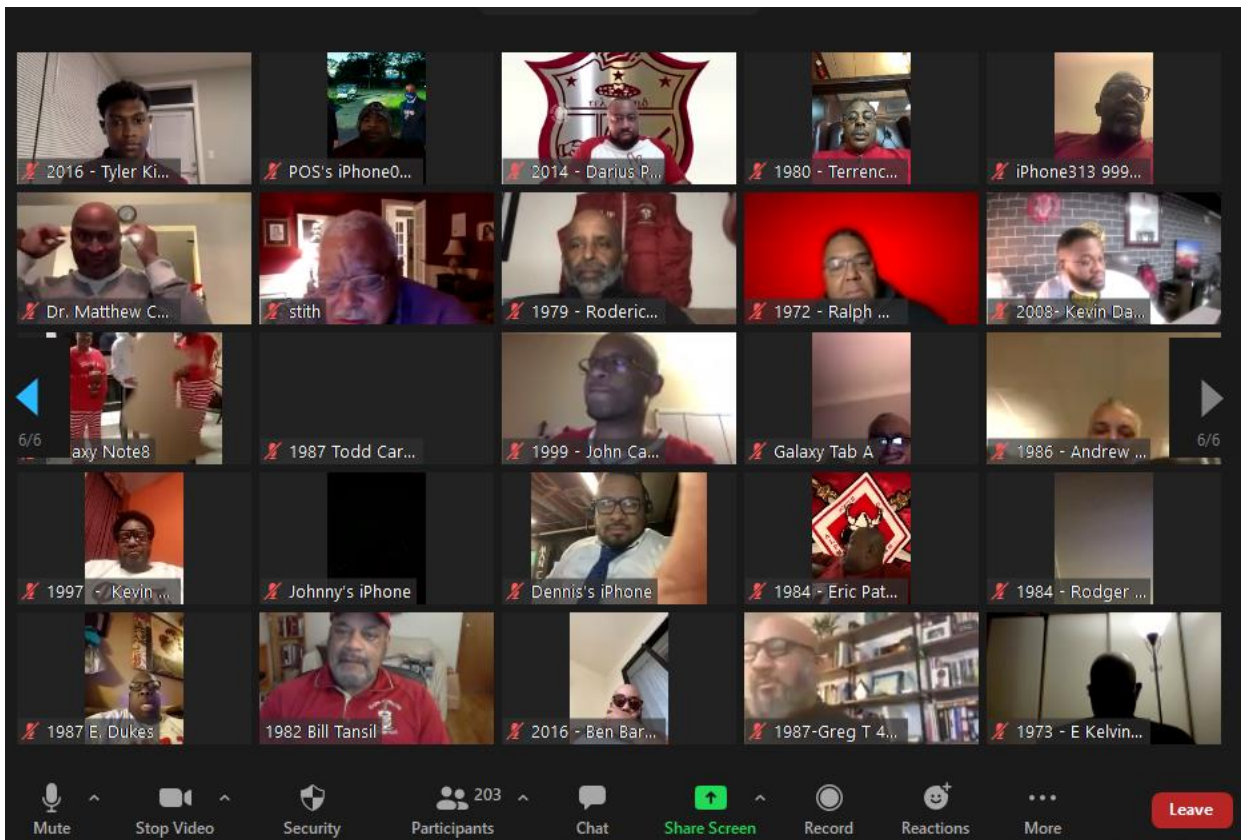 2016 - Tyler Ki...
POS's iPhone0...
2014 - Darius P...
1980 - Terrenc...
iPhone313 999...
Dr. Matthew C...
stith
1979 - Roderic...
1972 - Ralph ...
2008- Kevin Da...
6/6
axy Note8
1987 Todd Car...
1999 - John Ca...
Galaxy Tab A
1986 - Andrew ...
6/6
1997 - Kevin ...
Johnny's iPhone
Dennis's iPhone
1984 - Eric Pat...
1984 - Rodger ...
1987 E. Dukes
1982 Bill Tansil
2016 - Ben Bar...
1987-Greg T 4...
1973 - E Kelvin...
203
Mute
Stop Video
Security
Participants
Chat
Share Screen
Record
Reactions
More
Leave